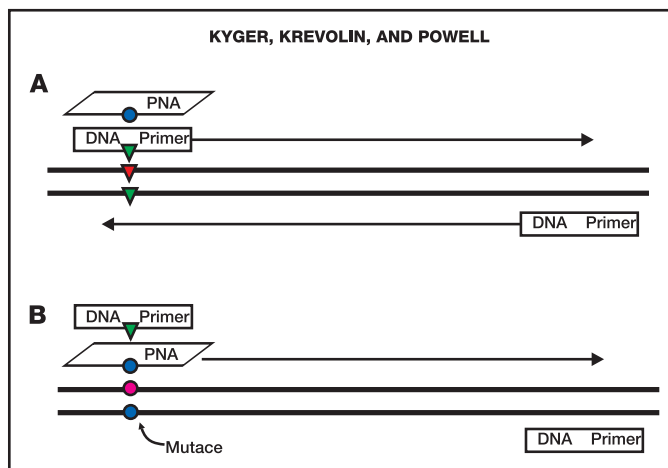 KYGER, KREVOLIN, AND POWELL
A
PNA
DNA Primer
DNA Primer
B
DNA Primer
PNA
Mutace
DNA Primer